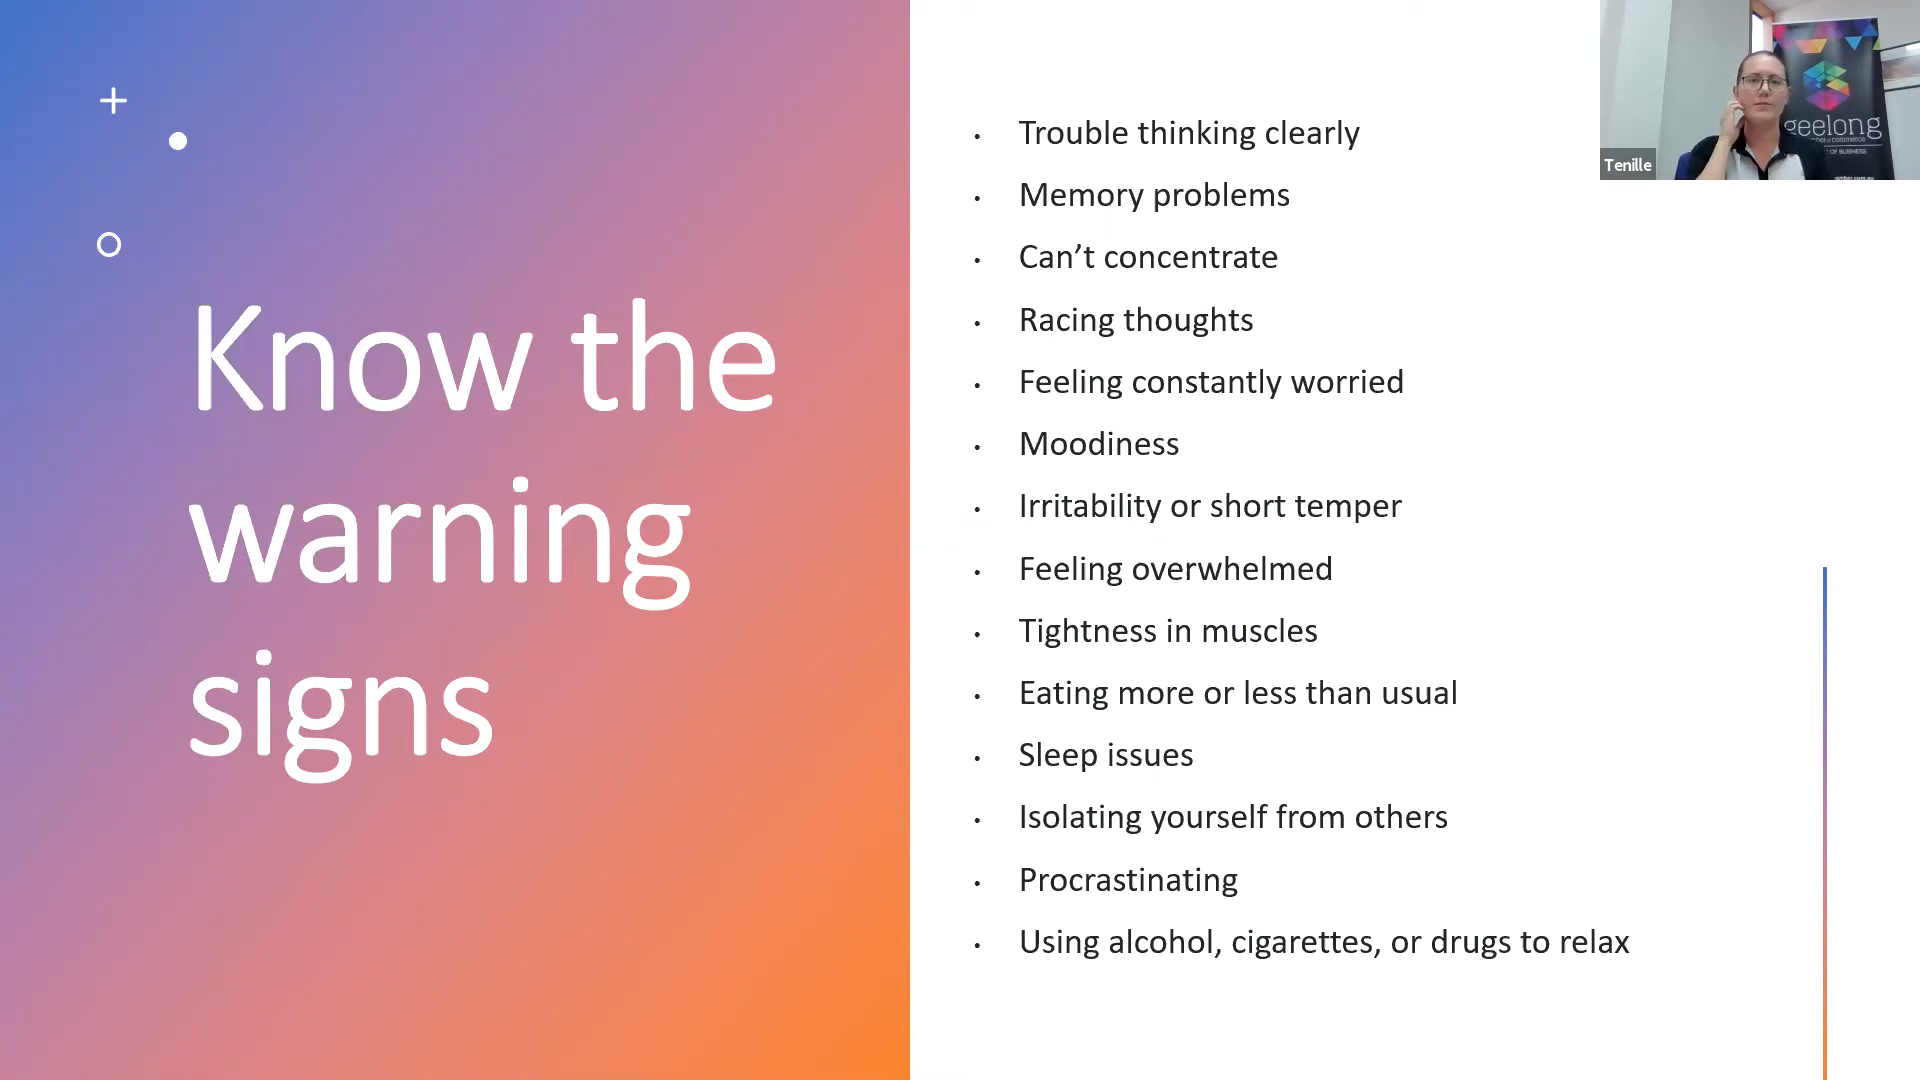 Know the
warning
signs
• Trouble thinking clearly
• Memory problems
• Can’t concentrate
• Racing thoughts
• Feeling constantly worried
• Moodiness
• Irritability or short temper
• Feeling overwhelmed
• Tightness in muscles
• Eating more or less than usual
• Sleep issues
• Isolating yourself from others
• Procrastinating
• Using alcohol, cigarettes, or drugs to relax
geelong
OF BUSINESS
Tenille